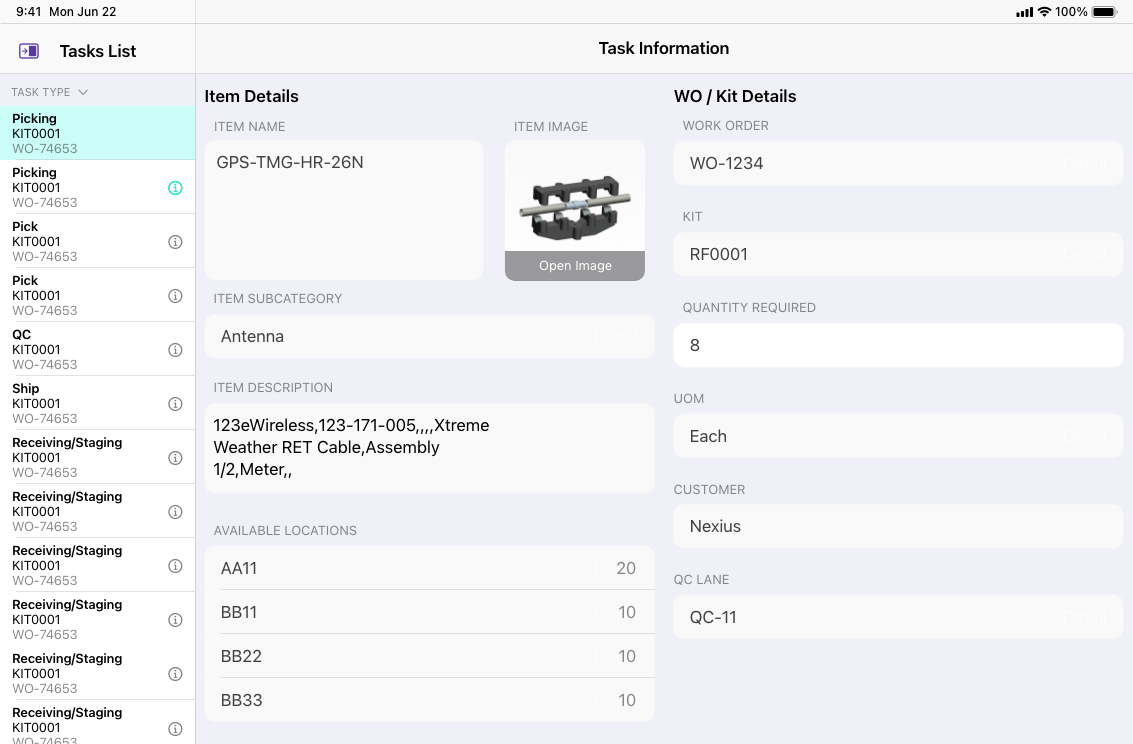 9:41 Mon Jun 22
100%
Tasks List
Task Information
TASK TYPE
Picking
KIT0001
WO-74653
Picking
KIT0001
WO-74653
Pick
KIT0001
WO-74653
Pick
KIT0001
WO-74653
QC
KIT0001
WO-74653
Ship
KIT0001
WO-74653
Receiving/Staging
KIT0001
WO-74653
Receiving/Staging
KIT0001
WO-74653
Receiving/Staging
KIT0001
WO-74653
Receiving/Staging
KIT0001
WO-74653
Receiving/Staging
KIT0001
WO-74653
Receiving/Staging
KIT0001
WO-74653
Item Details
ITEM NAME
GPS-TMG-HR-26N
ITEM IMAGE
Open Image
ITEM SUBCATEGORY
Antenna Detail
ITEM DESCRIPTION
123eWireless,123-171-005,,,,Xtreme
Weather RET Cable,Assembly
1/2,Meter,,
AVAILABLE LOCATIONS
AA11 20
BB11 10
BB22 10
BB33 10
WO / Kit Details
WORK ORDER
WO-1234 Detail
KIT
RF0001 Detail
QUANTITY REQUIRED
8
UOM
Each Detail
CUSTOMER
Nexius
QC LANE
QC-11 Detail